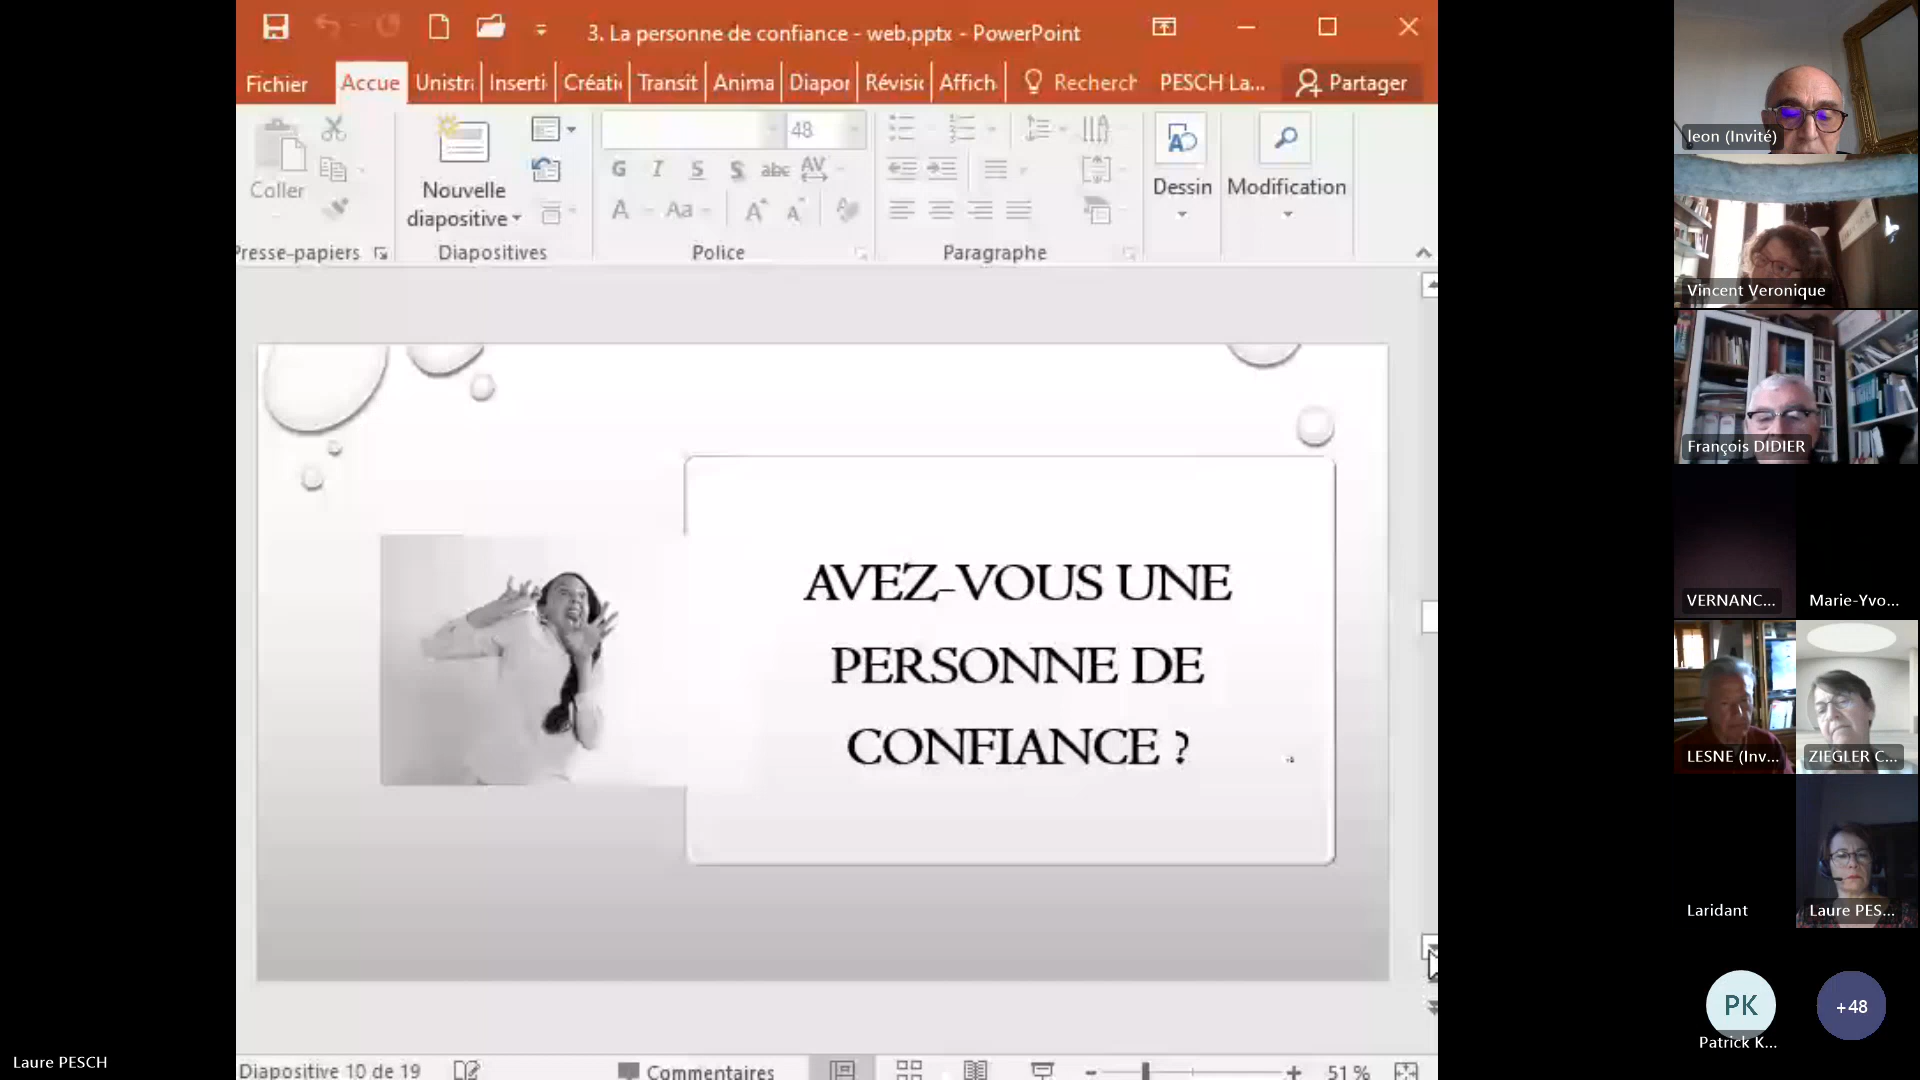 3. La personne de confiance - web.pptx - PowerPoint
Fichier
Accue
Unistr
Inserti
Créati
Transit
Anima
Diapor
Révisic
Affich
Recherch
PESCH La...
Partager
48
Coller
Nouvelle
diapositive
G I S S abc AV
A Aa A A
Dessin
Modification
Presse-papiers
Diapositives
Police
Paragraphe
AVEZ-VOUS UNE
PERSONNE DE
CONFIANCE ?
Diapositive 10 de 19
Commentaires
51 %
Laure PESCH
leon (Invité)
Vincent Veronique
François DIDIER
VERNANC...
Marie-Yvo...
LESNE (Inv...
ZIEGLER C...
Laridant
Laure PES...
PK
+48
Patrick K...